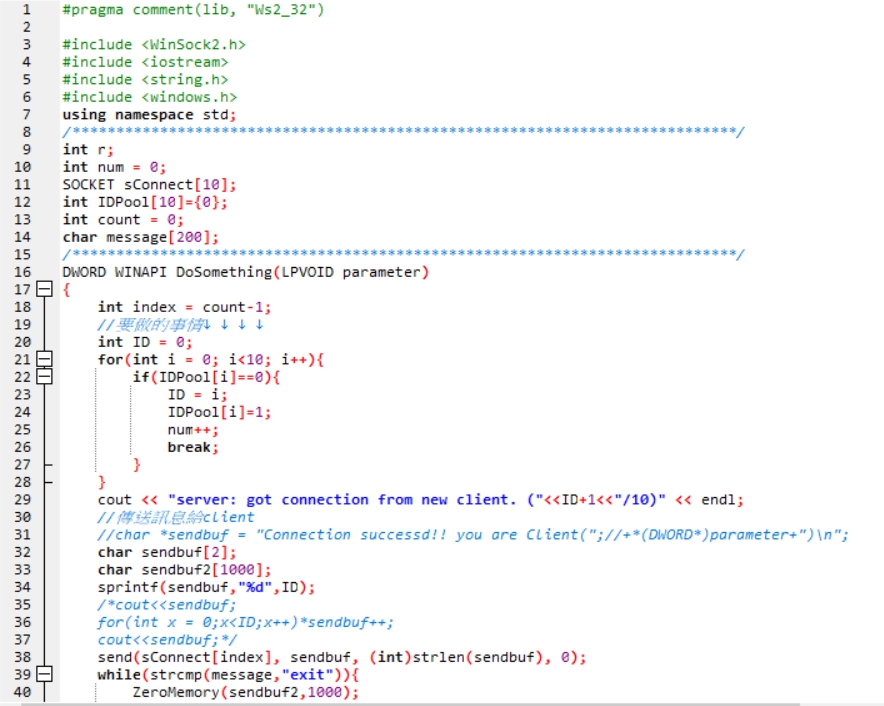 1 #pragma comment(lib, "Ws2_32")
2
3 #include <WinSock2.h>
4 #include <iostream>
5 #include <string.h>
6 #include <windows.h>
7 using namespace std;
8 /****************************************************************************/
9 int r;
10 int num = 0;
11 SOCKET sConnect[10];
12 int IDPool[10]={0};
13 int count = 0;
14 char message[200];
15 /****************************************************************************/
16 DWORD WINAPI DoSomething(LPVOID parameter)
17 {
18     int index = count-1;
19     //要做的事情↓ ↓ ↓ ↓
20     int ID = 0;
21     for(int i = 0; i<10; i++){
22         if(IDPool[i]==0){
23             ID = i;
24             IDPool[i]=1;
25             num++;
26             break;
27         }
28     }
29     cout << "server: got connection from new client. ("<<ID+1<<"/10)" << endl;
30     //傳送訊息給client
31     //char *sendbuf = "Connection successd!! you are Client(";//+*(DWORD*)parameter+")\n";
32     char sendbuf[2];
33     char sendbuf2[1000];
34     sprintf(sendbuf,"%d",ID);
35     /*cout<<sendbuf;
36     for(int x = 0;x<ID;x++)*sendbuf++;
37     cout<<sendbuf;*/
38     send(sConnect[index], sendbuf, (int)strlen(sendbuf), 0);
39     while(strcmp(message,"exit")){
40         ZeroMemory(sendbuf2,1000);